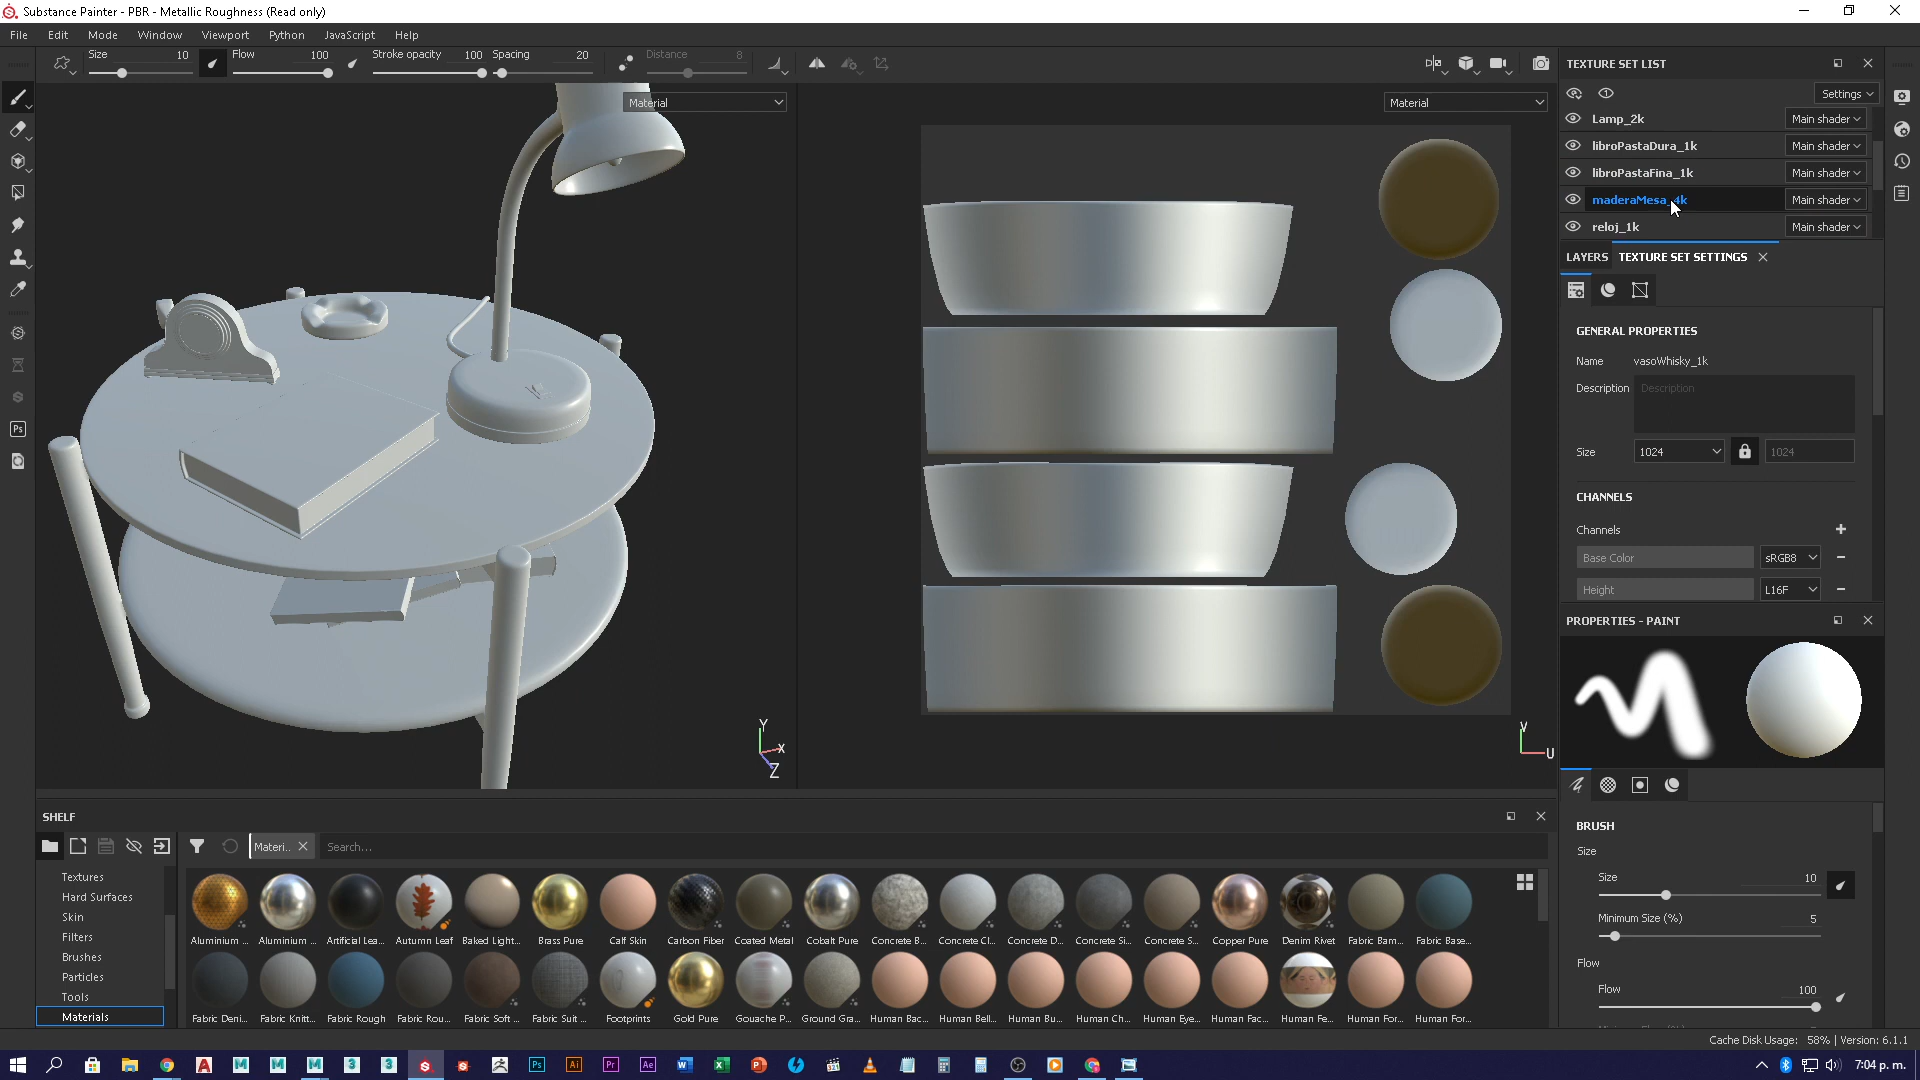 Substance Painter - PBR - Metallic Roughness (Read only)
File Edit Mode Window Viewport Python JavaScript Help
Size 10 Flow 100 Stroke opacity 100 Spacing 20 Distance 8
Material
Material
TEXTURE SET LIST
Settings
Lamp_2k Main shader
libroPastaDura_1k Main shader
libroPastaFina_1k Main shader
maderaMesa_4k Main shader
reloj_1k Main shader
LAYERS TEXTURE SET SETTINGS
GENERAL PROPERTIES
Name vasoWhisky_1k
Description Description
Size 1024 1024
CHANNELS
Channels
Base Color sRGB8
Height L16F
PROPERTIES - PAINT
BRUSH
Size
Size 10
Minimum Size (%) 5
Flow
Flow 100
Y
X
Z
V
U
SHELF
Materi.. Search...
Textures
Hard Surfaces
Skin
Filters
Brushes
Particles
Tools
Materials
Aluminium ... Aluminium ... Artificial Lea... Autumn Leaf Baked Light... Brass Pure Calf Skin Carbon Fiber Coated Metal Cobalt Pure Concrete B... Concrete Cl... Concrete D... Concrete Si... Concrete S... Copper Pure Denim Rivet Fabric Bam... Fabric Base...
Fabric Deni... Fabric Knitt... Fabric Rough Fabric Rou... Fabric Soft ... Fabric Suit ... Footprints Gold Pure Gouache P... Ground Gra... Human Bac... Human Bell... Human Bu... Human Ch... Human Eye... Human Fac... Human Fe... Human For... Human For...
Cache Disk Usage: 58% | Version: 6.1.1
7:04 p. m.